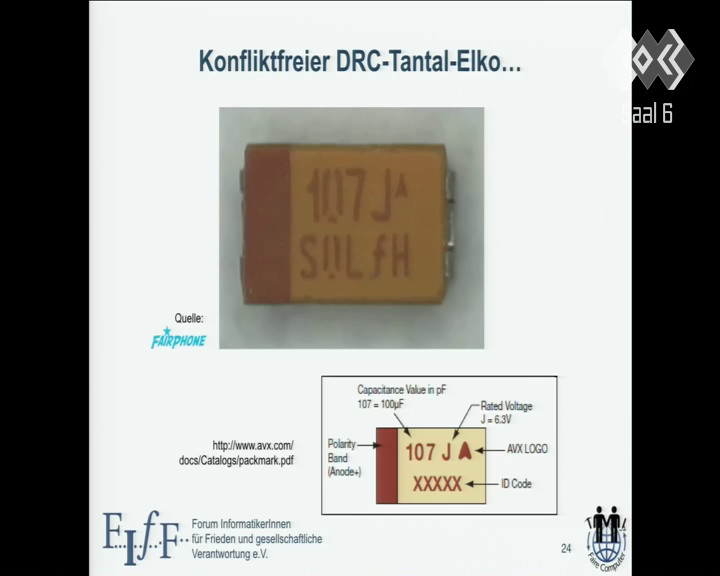 Konfliktfreier DRC-Tantal-Elko...
Saal 6
107 J
S0LfH
Quelle:
FAIRPHONE
Capacitance Value in pF
107 = 100µF
Rated Voltage
J = 6.3V
Polarity
Band
(Anode+)
107 J A
AVX LOGO
XXXXX
ID Code
http://www.avx.com/
docs/Catalogs/packmark.pdf
F..I..f..F..
Forum InformatikerInnen
für Frieden und gesellschaftliche
Verantwortung e.V.
24
Faire Computer